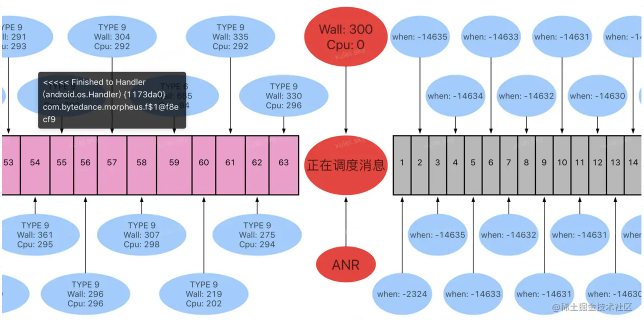 l: 291
u: 293
TYPE 9
Wall: 304
Cpu: 292
TYPE 9
Wall: 335
Cpu: 292
Wall: 300
Cpu: 0
when: -14635
when: -14633
when: -14631
<<<<< Finished to Handler
(android.os.Handler) {1173da0}
com.bytedance.morpheus.f$1@f8e
cf9
TYPE 9
Wall: 330
Cpu: 296
when: -14634
when: -14632
when: -14630
53
54
55
56
57
58
59
60
61
62
63
正在调度消息
1
2
3
4
5
6
7
8
9
10
11
12
13
14
TYPE 9
Wall: 361
Cpu: 295
TYPE 9
Wall: 307
Cpu: 298
TYPE 9
Wall: 275
Cpu: 294
ANR
when: -14635
when: -14632
when: -14631
TYPE 9
Wall: 296
Cpu: 296
TYPE 9
Wall: 219
Cpu: 202
when: -2324
when: -14633
when: -14631
when: -14630
@稀土掘金技术社区